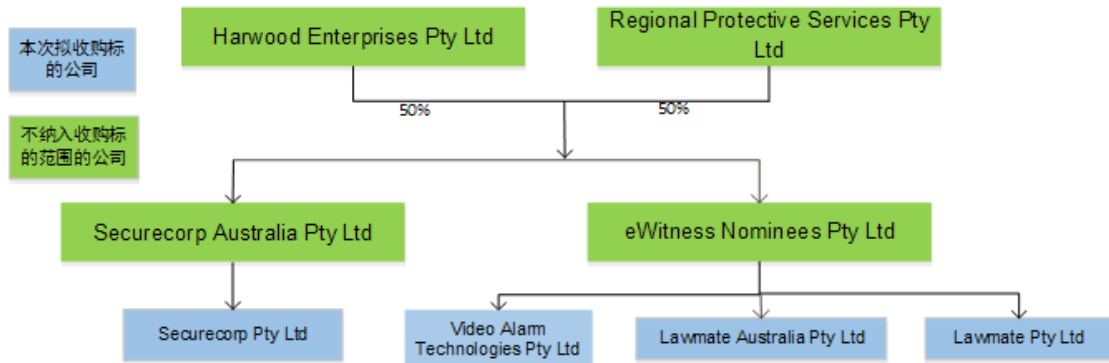 本次拟收购标
的公司
Harwood Enterprises Pty Ltd
Regional Protective Services Pty
Ltd
不纳入收购标
的范围的公司
50%
50%
Securecorp Australia Pty Ltd
eWitness Nominees Pty Ltd
Securecorp Pty Ltd
Video Alarm
Technologies Pty Ltd
Lawmate Australia Pty Ltd
Lawmate Pty Ltd